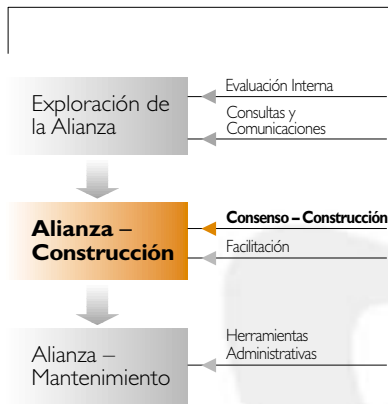 Exploración de
la Alianza
Evaluación Interna
Consultas y
Comunicaciones
Alianza –
Construcción
Consenso – Construcción
Facilitación
Alianza –
Mantenimiento
Herramientas
Administrativas